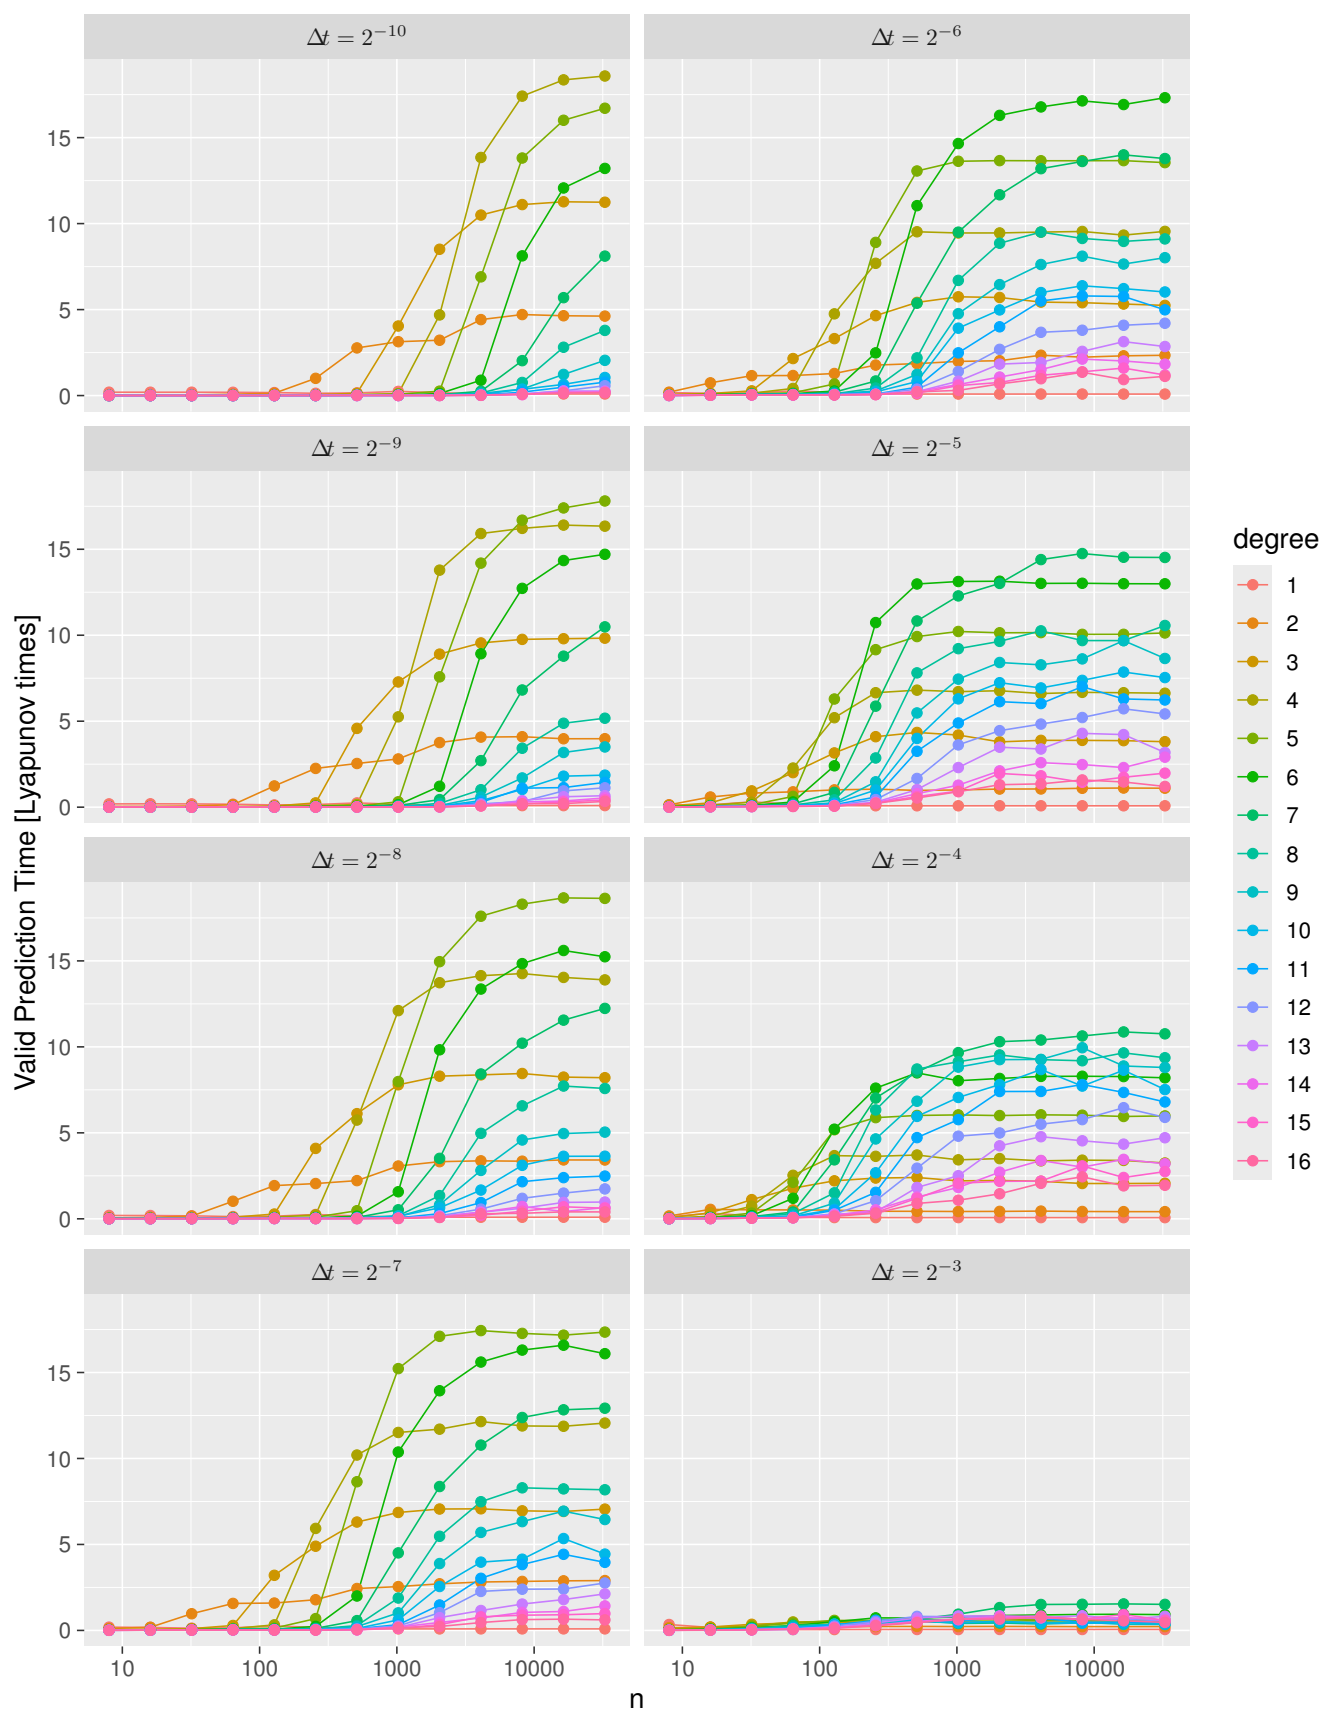 Δt = 2⁻¹⁰
Δt = 2⁻⁶
15
10
5
0
Δt = 2⁻⁹
Δt = 2⁻⁵
15
10
5
0
Δt = 2⁻⁸
Δt = 2⁻⁴
15
10
5
0
Δt = 2⁻⁷
Δt = 2⁻³
15
10
5
0
10 100 1000 10000
10 100 1000 10000
n
Valid Prediction Time [Lyapunov times]
degree
1
2
3
4
5
6
7
8
9
10
11
12
13
14
15
16